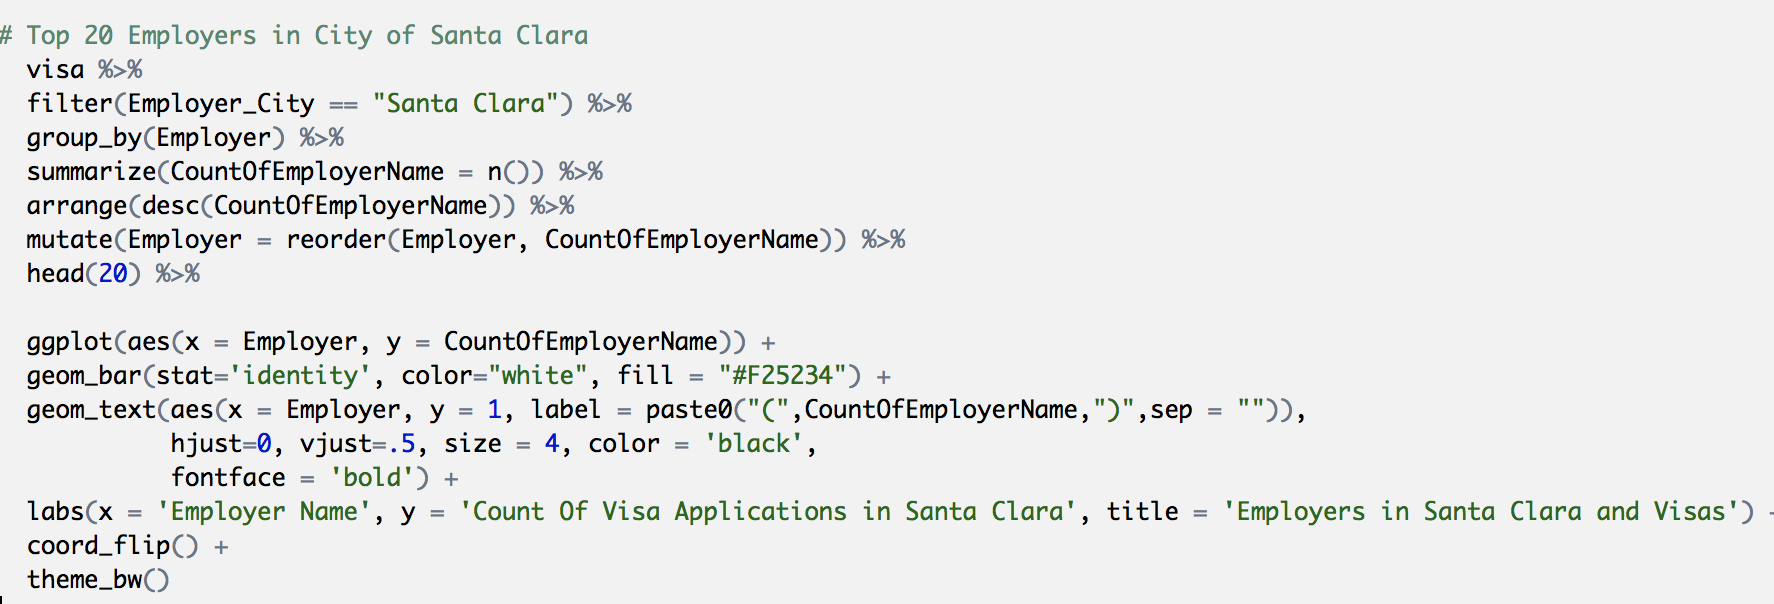 # Top 20 Employers in City of Santa Clara
visa %>%
filter(Employer_City == "Santa Clara") %>%
group_by(Employer) %>%
summarize(CountOfEmployerName = n()) %>%
arrange(desc(CountOfEmployerName)) %>%
mutate(Employer = reorder(Employer, CountOfEmployerName)) %>%
head(20) %>%
ggplot(aes(x = Employer, y = CountOfEmployerName)) +
geom_bar(stat='identity', color="white", fill = "#F25234") +
geom_text(aes(x = Employer, y = 1, label = paste0("(",CountOfEmployerName,")",sep = "")),
hjust=0, vjust=.5, size = 4, color = 'black',
fontface = 'bold') +
labs(x = 'Employer Name', y = 'Count Of Visa Applications in Santa Clara', title = 'Employers in Santa Clara and Visas')
coord_flip() +
theme_bw()